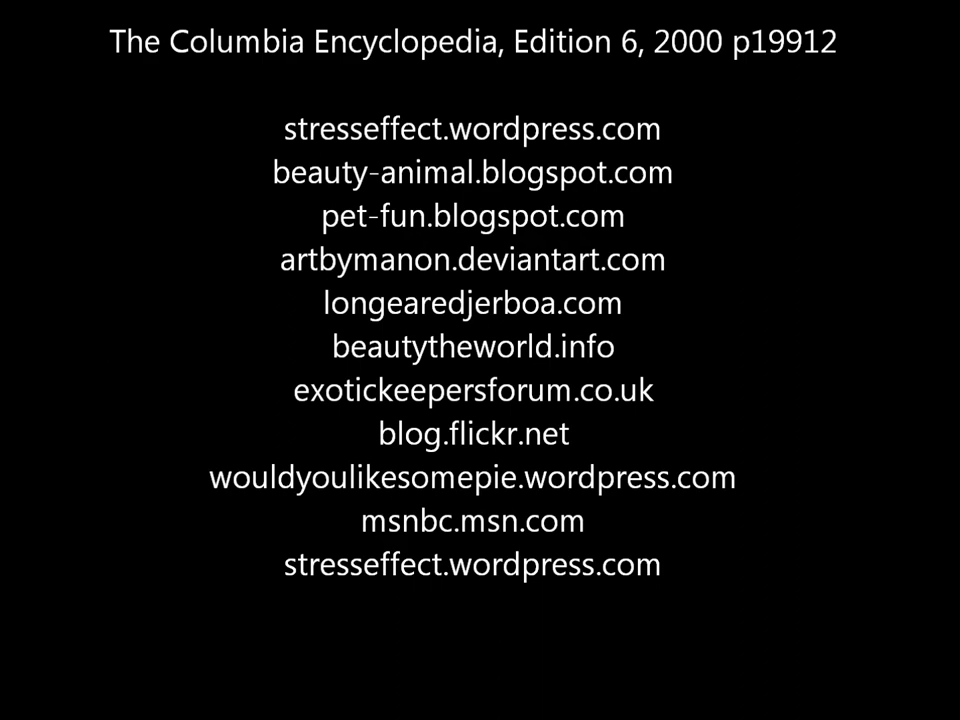 The Columbia Encyclopedia, Edition 6, 2000 p19912
stresseffect.wordpress.com
beauty-animal.blogspot.com
pet-fun.blogspot.com
artbymanon.deviantart.com
longearedjerboa.com
beautytheworld.info
exotickeepersforum.co.uk
blog.flickr.net
wouldyoulikesomepie.wordpress.com
msnbc.msn.com
stresseffect.wordpress.com